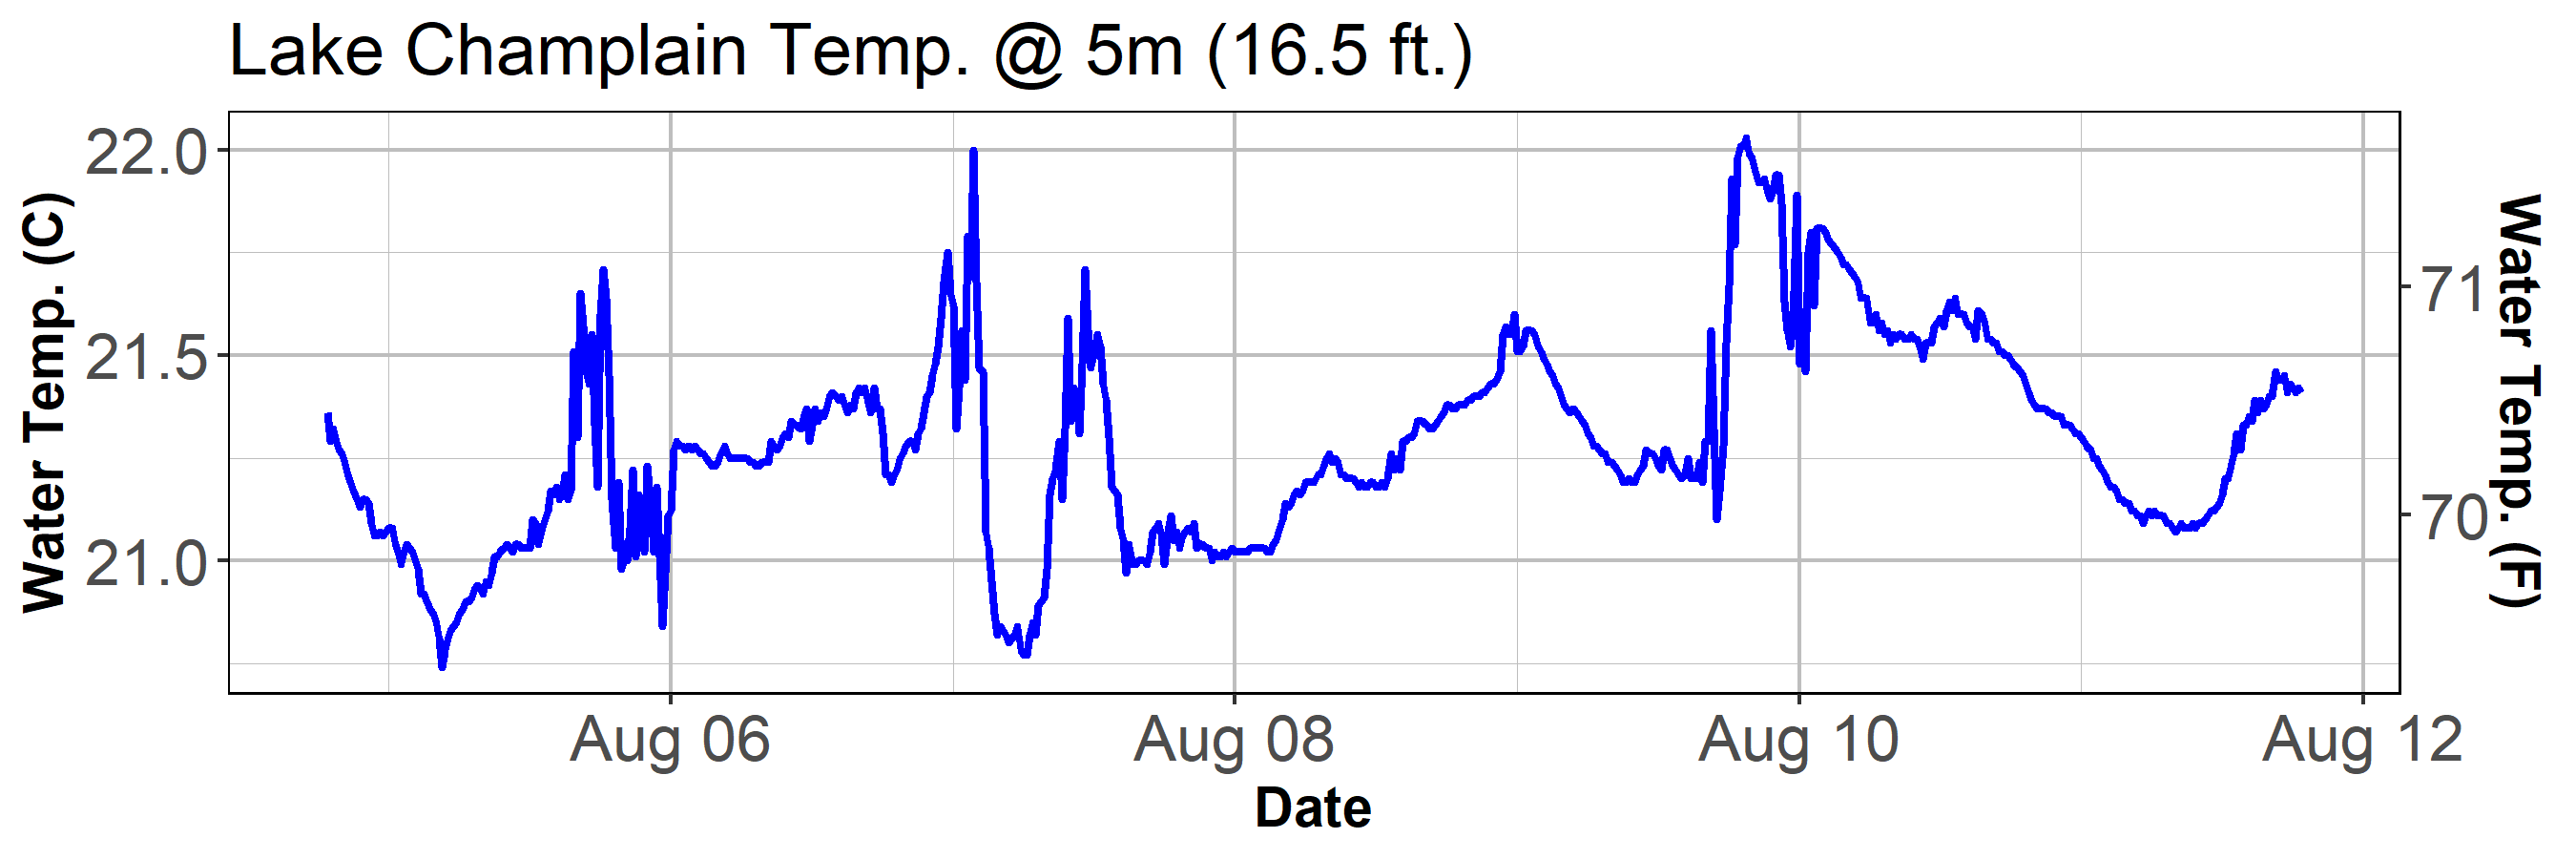 Lake Champlain Temp. @ 5m (16.5 ft.)
Water Temp. (C)
22.0
21.5
21.0
71
70
Water Temp. (F)
Aug 06
Aug 08
Aug 10
Aug 12
Date